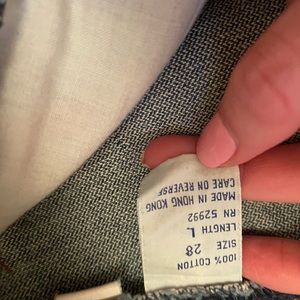 100% COTTON
SIZE 28
LENGTH L
RN 52992
MADE IN HONG KONG
CARE ON REVERSE